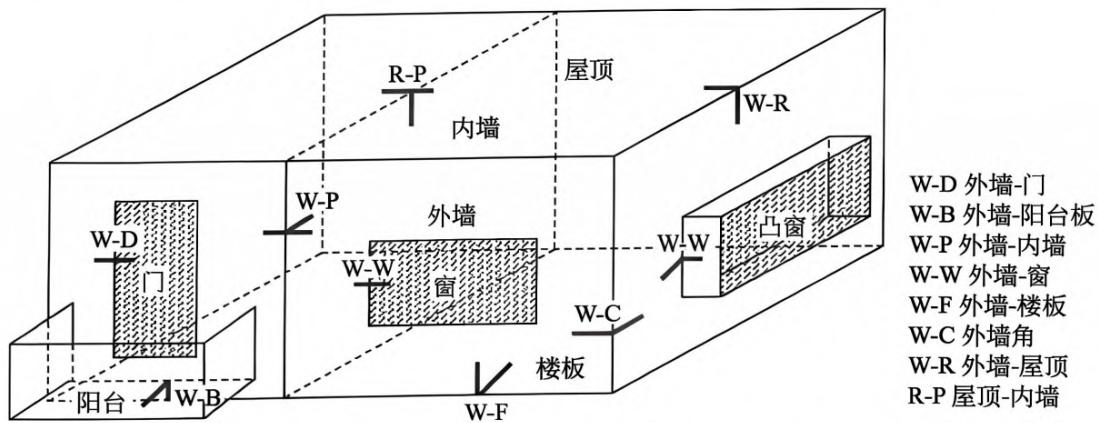 R-P
屋顶
W-R
内墙
W-P
外墙
W-D
门
W-W
窗
W-W
凸窗
W-C
楼板
阳台
W-B
W-F
W-D 外墙-门
W-B 外墙-阳台板
W-P 外墙-内墙
W-W 外墙-窗
W-F 外墙-楼板
W-C 外墙角
W-R 外墙-屋顶
R-P 屋顶-内墙